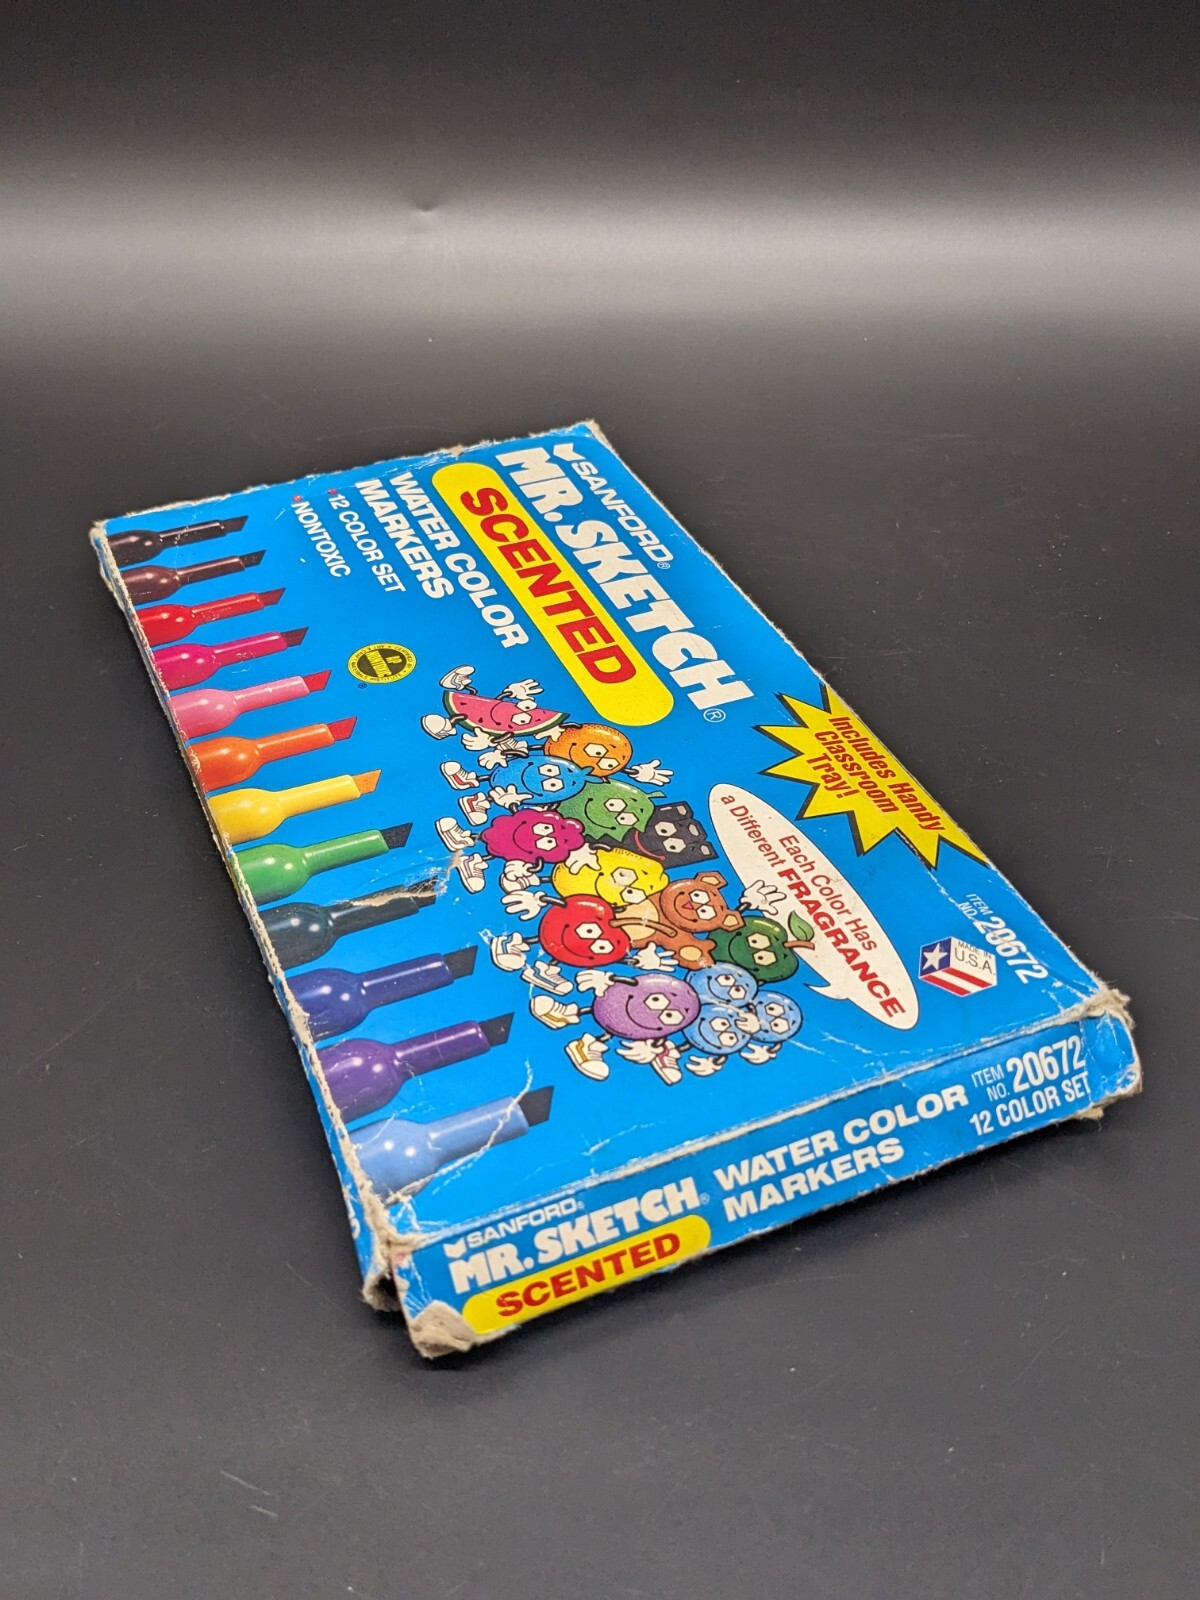 SANFORD®
MR. SKETCH®
SCENTED
WATER COLOR
MARKERS
• 12 COLOR SET
• NONTOXIC
Includes Handy
Classroom
Tray!
Each Color Has
a Different FRAGRANCE
ITEM
NO. 20672
MADE IN
U.S.A.
SANFORD®
MR. SKETCH®
SCENTED
WATER COLOR
MARKERS
ITEM
NO. 20672
12 COLOR SET